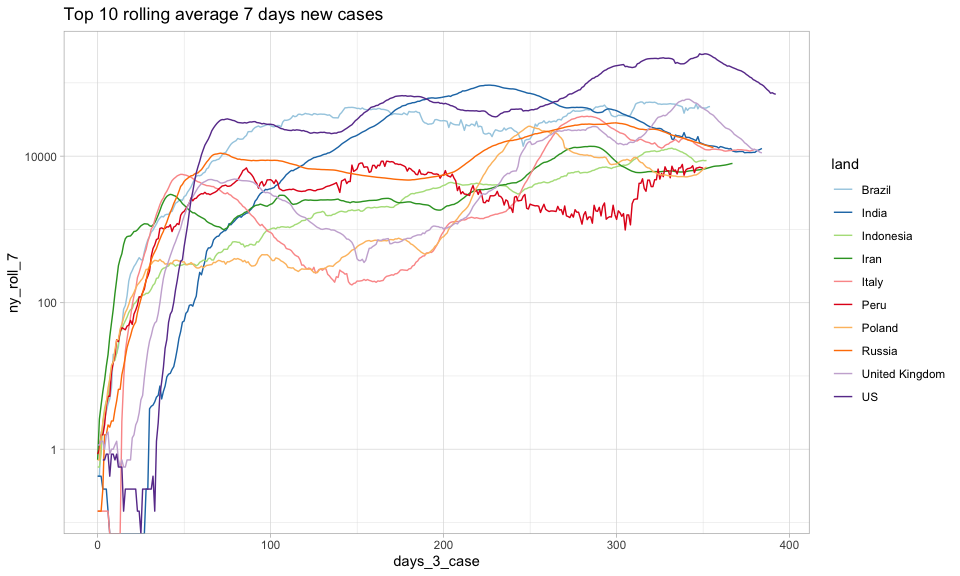 Top 10 rolling average 7 days new cases
ny_roll_7
10000
100
1
0
100
200
300
400
days_3_case
land
Brazil
India
Indonesia
Iran
Italy
Peru
Poland
Russia
United Kingdom
US